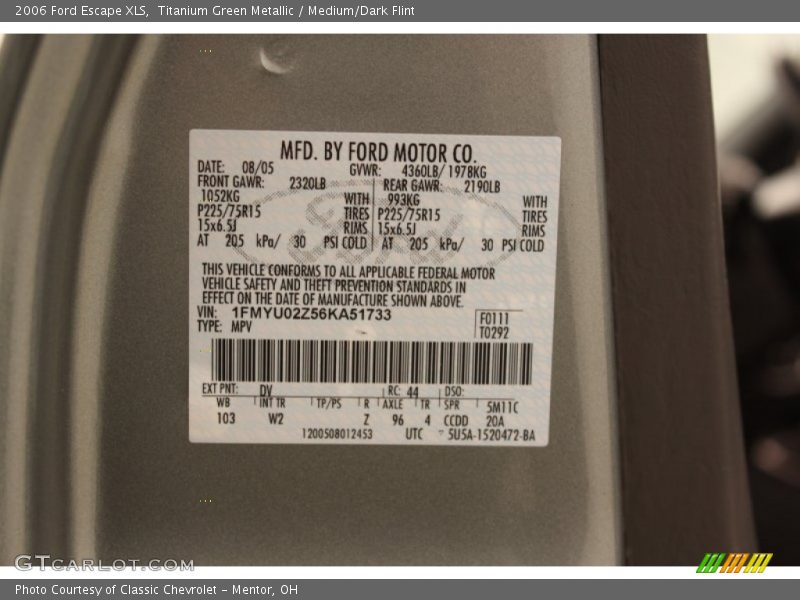 2006 Ford Escape XLS, Titanium Green Metallic / Medium/Dark Flint
MFD. BY FORD MOTOR CO.
DATE: 08/05 GVWR: 4360LB/ 1978KG
FRONT GAWR: 2320LB REAR GAWR: 2190LB
1052KG WITH 993KG WITH
P225/75R15 TIRES P225/75R15 TIRES
15x6.5J RIMS 15x6.5J RIMS
AT 205 kPa/ 30 PSI COLD AT 205 kPa/ 30 PSI COLD
Ford
THIS VEHICLE CONFORMS TO ALL APPLICABLE FEDERAL MOTOR
VEHICLE SAFETY AND THEFT PREVENTION STANDARDS IN
EFFECT ON THE DATE OF MANUFACTURE SHOWN ABOVE.
VIN: 1FMYU02Z56KA51733 F0111
TYPE: MPV T0292
EXT PNT: DV RC: 44 DSO:
WB INT TR TP/PS R AXLE TR SPR 5M11C
103 W2 Z 96 4 CCDD 20A
1200508012453 UTC 5U5A-1520472-BA
GTCARLOT.COM
Photo Courtesy of Classic Chevrolet - Mentor, OH